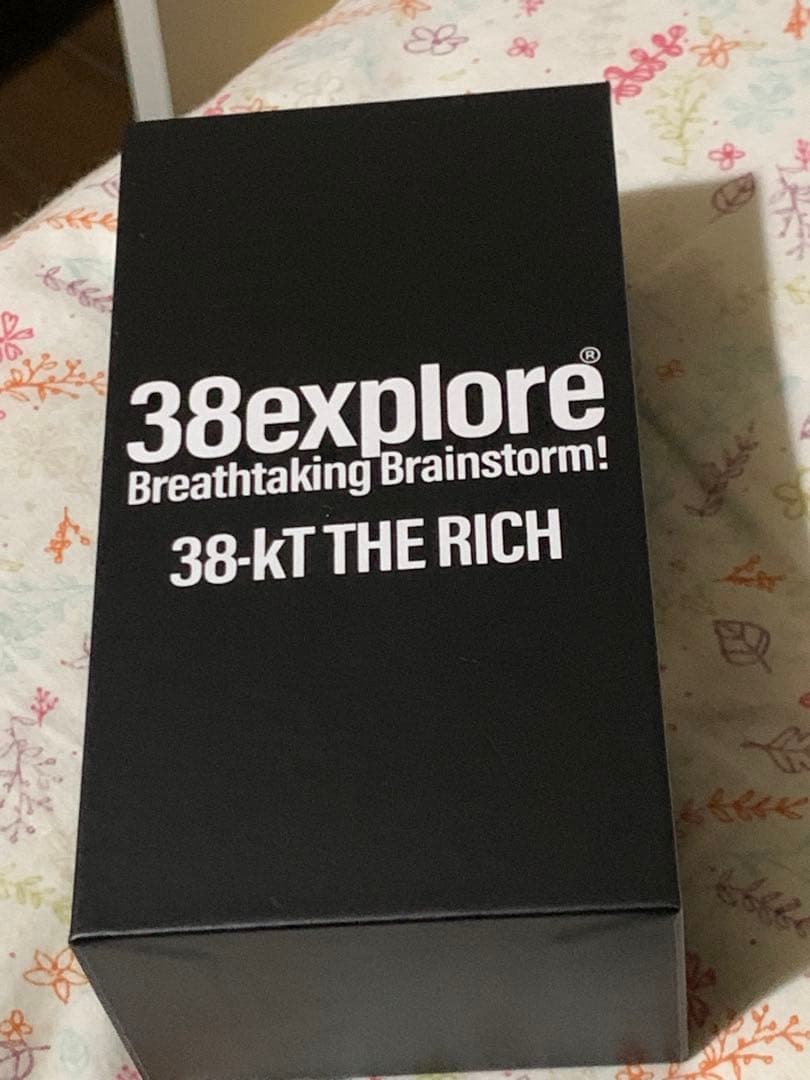 38explore®
Breathtaking Brainstorm!
38-kT THE RICH